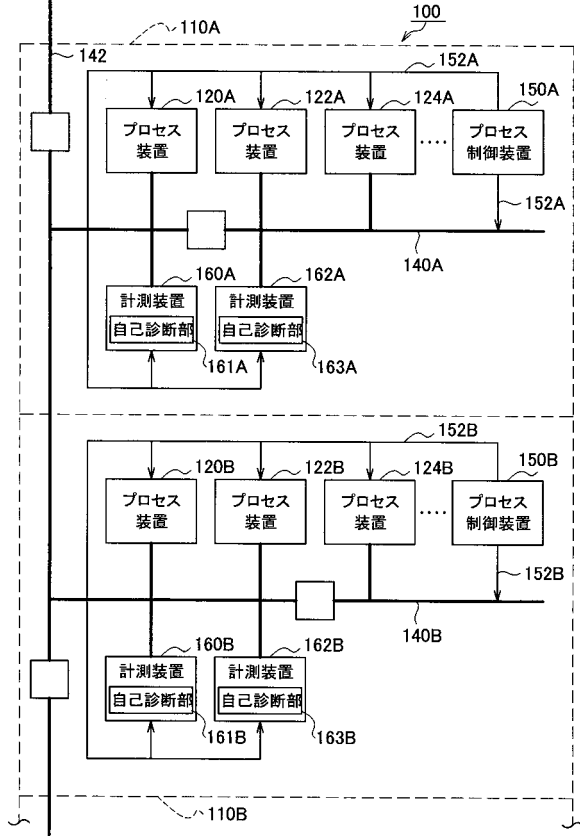 100
110A
142
152A
120A
122A
124A
150A
プロセス
装置
プロセス
装置
プロセス
装置
プロセス
制御装置
152A
140A
160A
162A
計測装置
自己診断部
計測装置
自己診断部
161A
163A
152B
120B
122B
124B
150B
プロセス
装置
プロセス
装置
プロセス
装置
プロセス
制御装置
152B
140B
160B
162B
計測装置
自己診断部
計測装置
自己診断部
161B
163B
110B